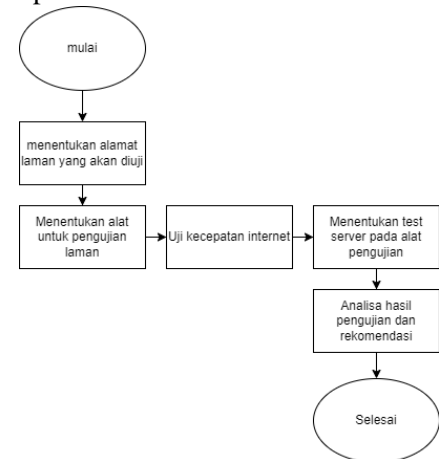 mulai
menentukan alamat
laman yang akan diuji
Menentukan alat
untuk pengujian
laman
Uji kecepatan internet
Menentukan test
server pada alat
pengujian
Analisa hasil
pengujian dan
rekomendasi
Selesai